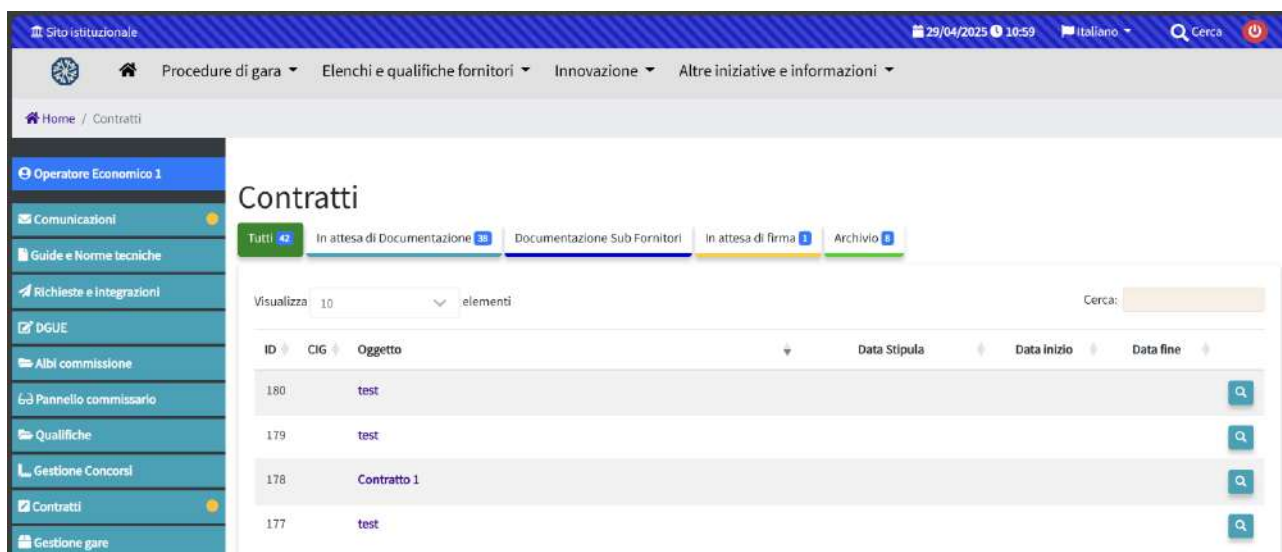 Sito istituzionale 29/04/2025 10:59 Italiano Cerca
Procedure di gara Elenchi e qualifiche fornitori Innovazione Altre iniziative e informazioni
Home / Contratti
Operatore Economico 1
Comunicazioni
Guide e Norme tecniche
Richieste e integrazioni
DGUE
Albi commissione
Pannello commissario
Qualifiche
Gestione Concorsi
Contratti
Gestione gare
Contratti
Tutti 42 In attesa di Documentazione 38 Documentazione Sub Fornitori In attesa di firma 1 Archivio 8
Visualizza 10 elementi Cerca:
ID CIG Oggetto Data Stipula Data inizio Data fine
180 test
179 test
178 Contratto 1
177 test